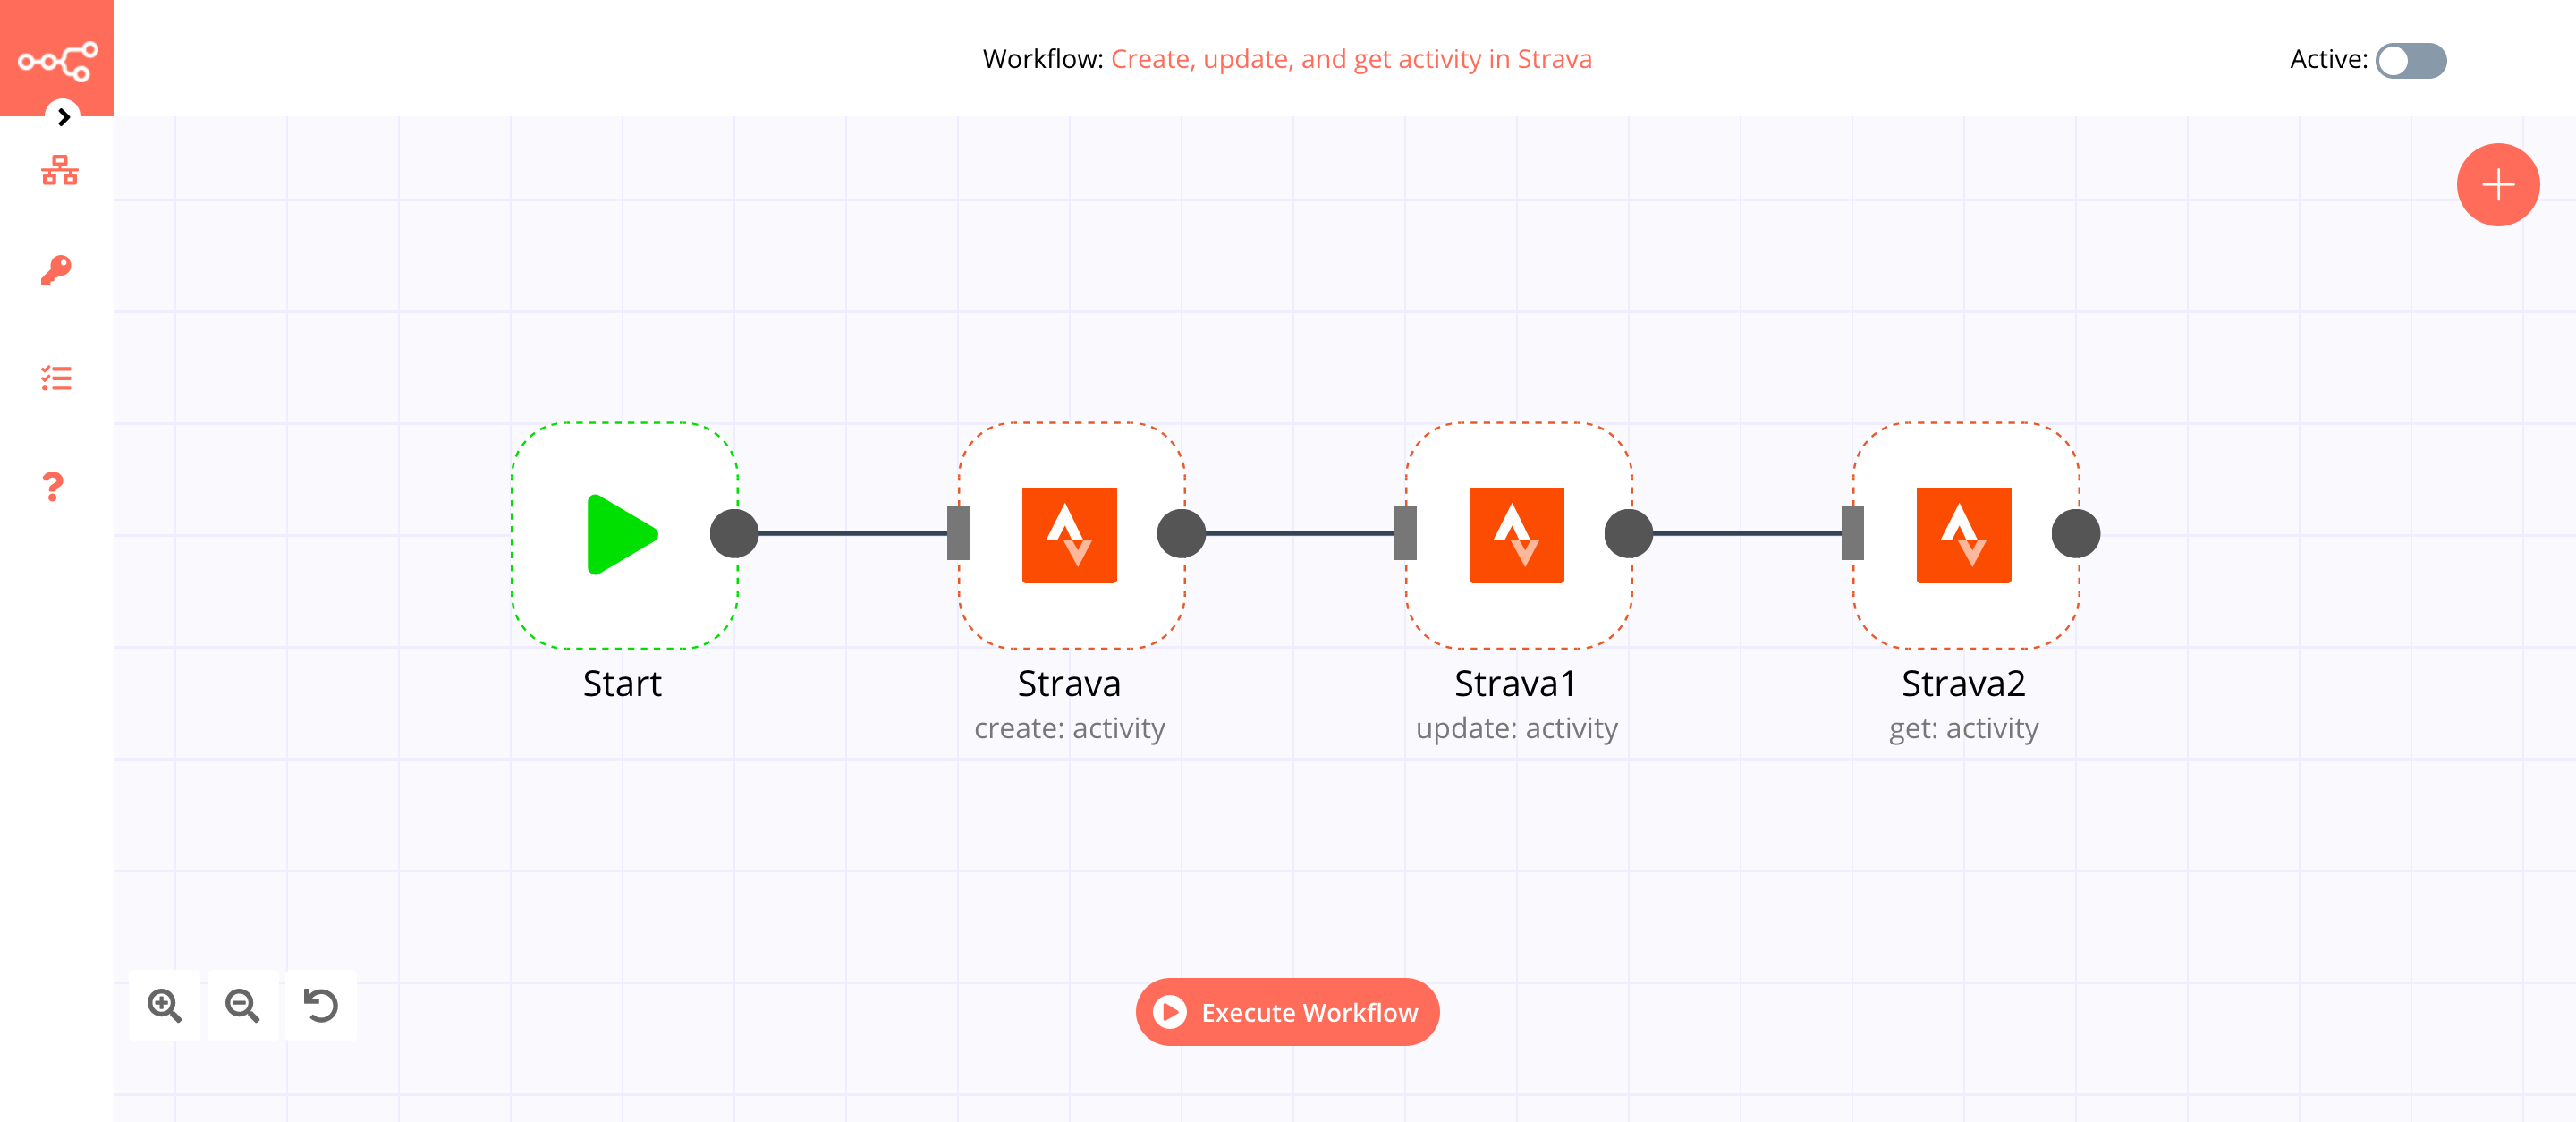 Workflow: Create, update, and get activity in Strava
Active:
Start
Strava
create: activity
Strava1
update: activity
Strava2
get: activity
Execute Workflow